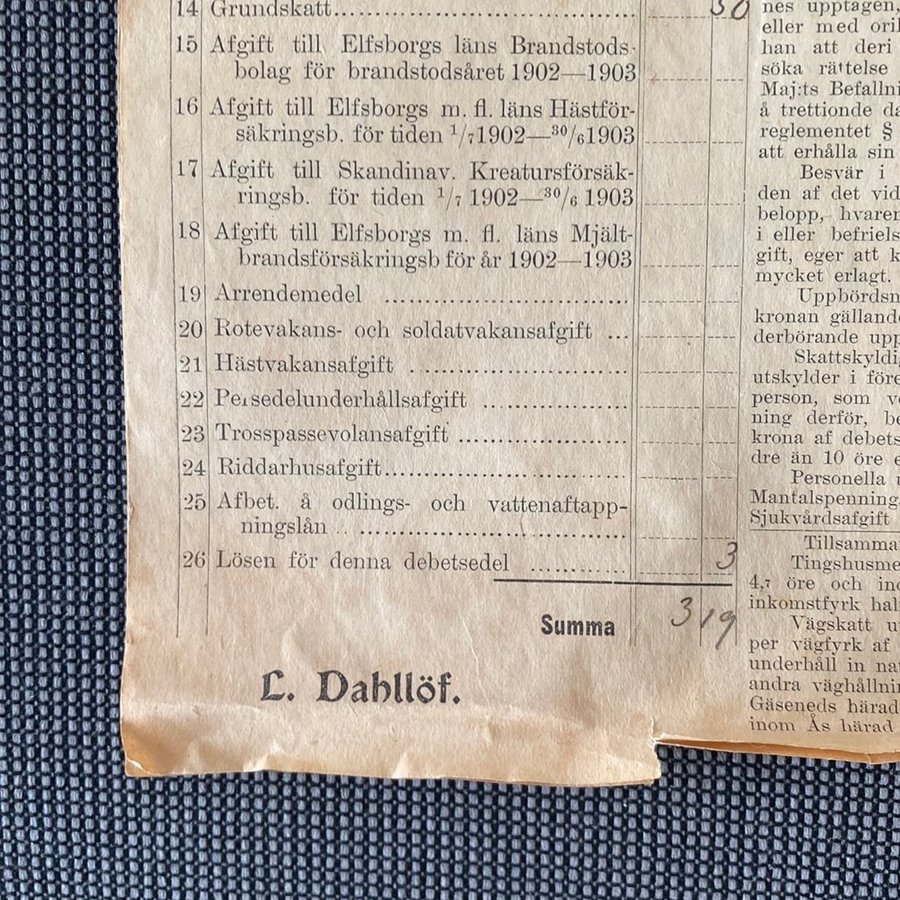 14 Grundskatt 50
15 Afgift till Elfsborgs läns Brandstods-
bolag för brandstodsåret 1902—1903
16 Afgift till Elfsborgs m. fl. läns Hästför-
säkringsb. för tiden 1/7 1902—30/6 1903
17 Afgift till Skandinav. Kreatursförsäk-
ringsb. för tiden 1/7 1902—30/6 1903
18 Afgift till Elfsborgs m. fl. läns Mjält-
brandsförsäkringsb för år 1902—1903
19 Arrendemedel
20 Rotevakans- och soldatvakansafgift
21 Hästvakansafgift
22 Persedelunderhållsafgift
23 Trosspassevolansafgift
24 Riddarhusafgift
25 Afbet. å odlings- och vattenaftapp-
ningslån
26 Lösen för denna debetsedel 3
Summa 3 19
L. Dahllöf.
nes upptagen,
eller med ori
han att deri
söka rättelse
Maj:ts Befallni
å trettionde da
reglementet §
att erhålla sin
Besvär i
den af det vid
belopp, hvaren
i eller befriels
gift, eger att k
mycket erlagt.
Uppbördsn
kronan gällande
derbörande upp
Skattskyldi
utskylder i före
person, som ve
ning derför, be
krona af debets
dre än 10 öre e
Personella u
Mantalspenning
Sjukvårdsafgift
Tillsamma
Tingshusme
4,7 öre och ino
inkomstfyrk hal
Vägskatt u
per vägfyrk af
underhåll in na
andra väghållni
Gäseneds härad
inom Ås härad